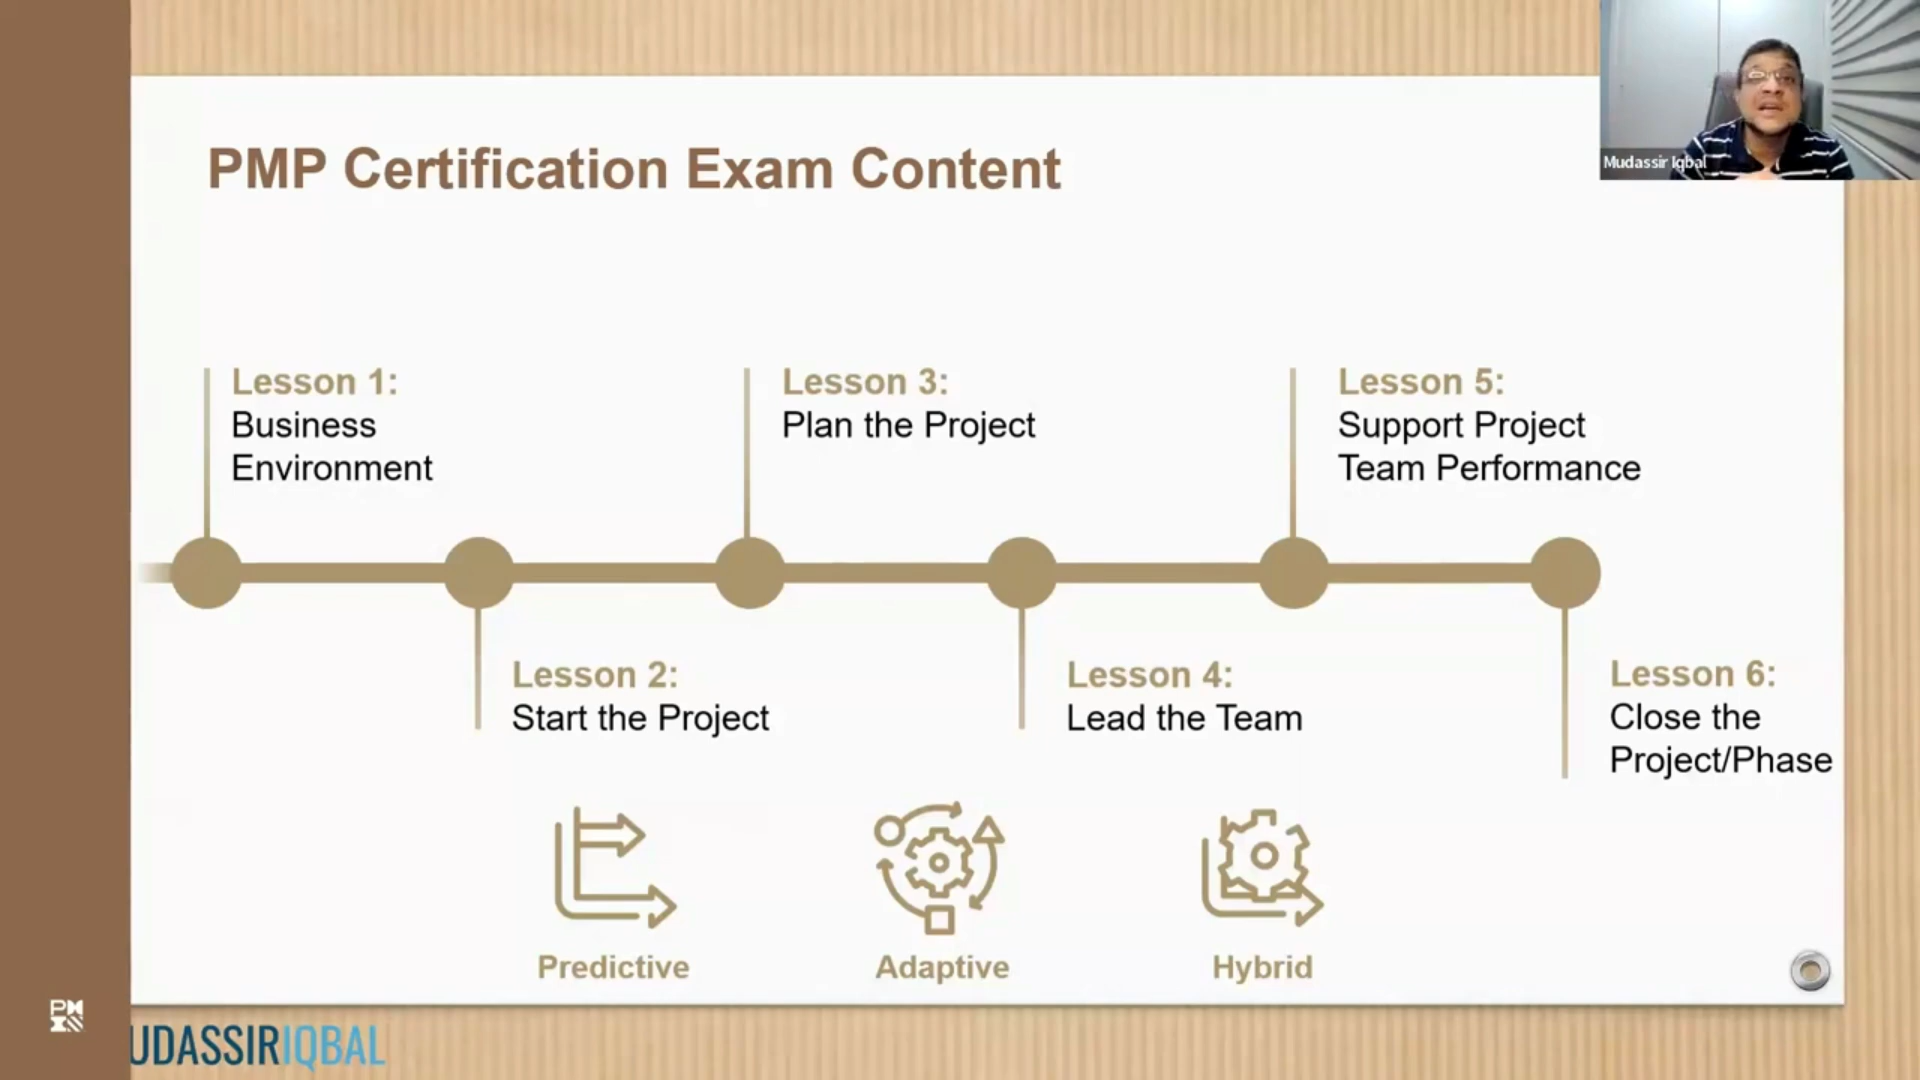 PMP Certification Exam Content
Mudassir Iqbal
Lesson 1:
Business
Environment
Lesson 3:
Plan the Project
Lesson 5:
Support Project
Team Performance
Lesson 2:
Start the Project
Lesson 4:
Lead the Team
Lesson 6:
Close the
Project/Phase
Predictive
Adaptive
Hybrid
PM
UDASSIRIQBAL